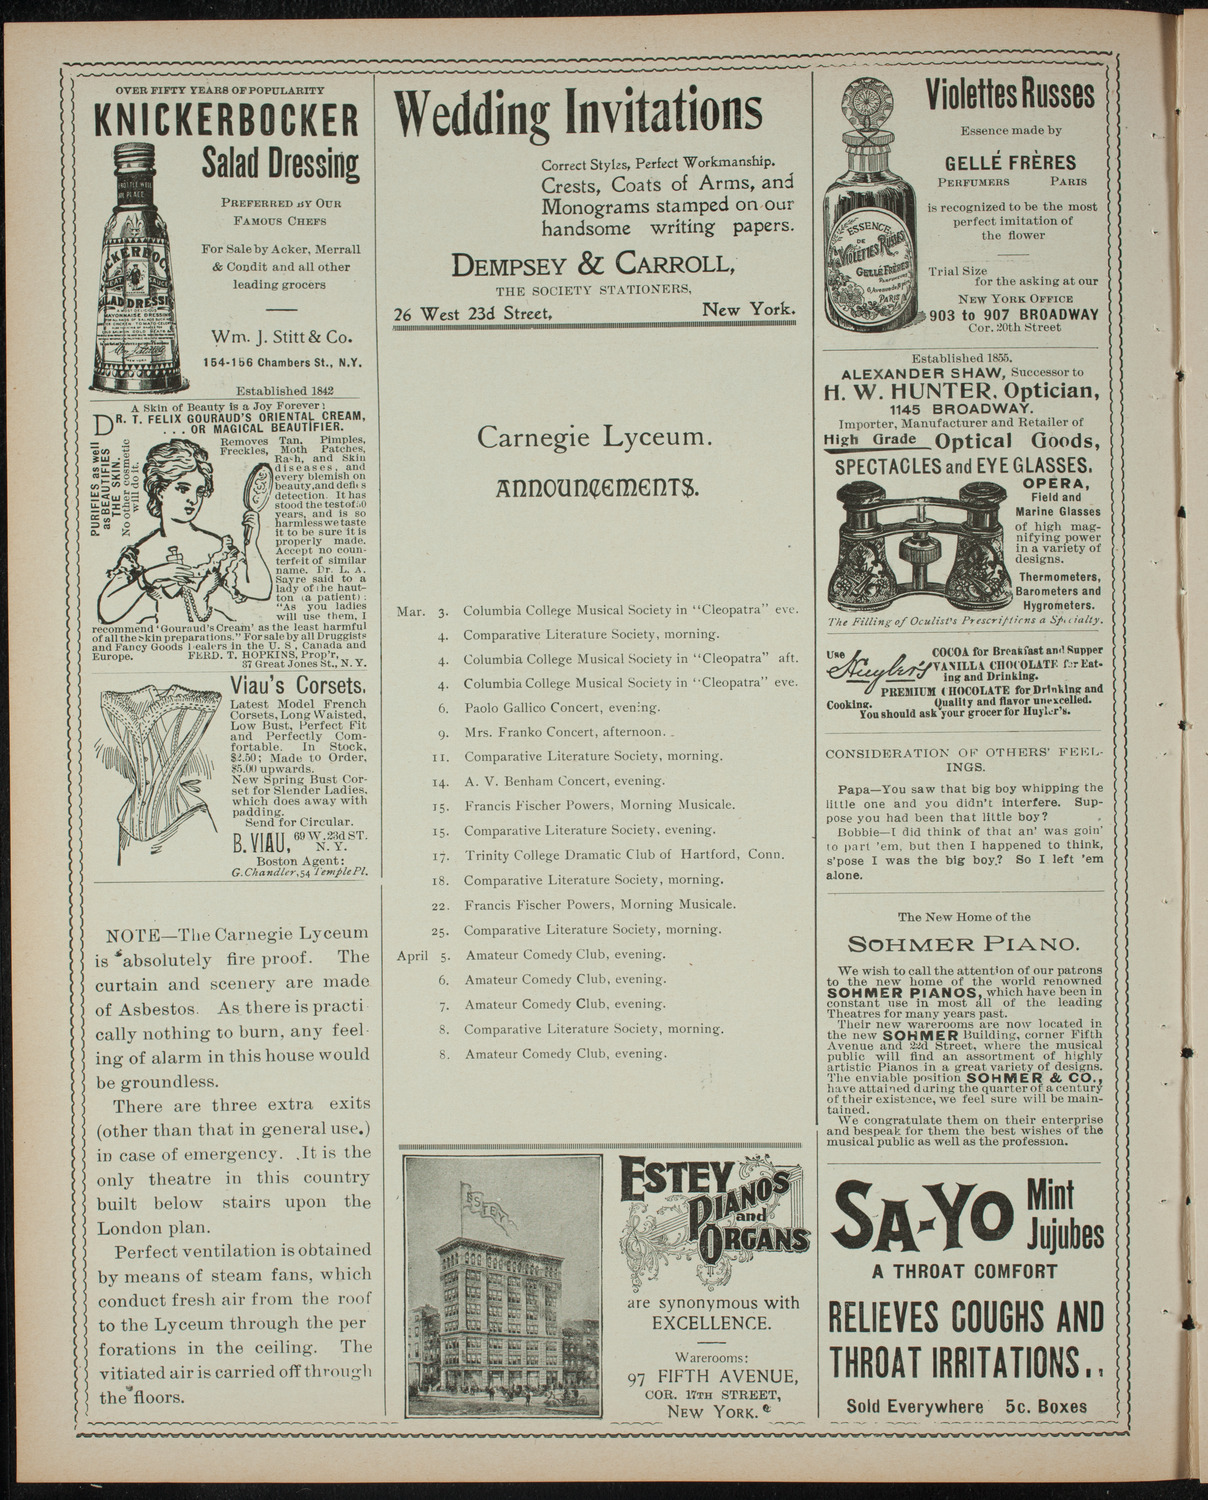 OVER FIFTY YEARS OF POPULARITY
KNICKERBOCKER
Salad Dressing
PREFERRED BY OUR
FAMOUS CHEFS
For Sale by Acker, Merrall
& Condit and all other
leading grocers
Wm. J. Stitt & Co.
154-156 Chambers St., N.Y.
Established 1842
A Skin of Beauty is a Joy Forever:
DR. T. FELIX GOURAUD'S ORIENTAL CREAM,
. . . OR MAGICAL BEAUTIFIER.
PURIFIES as well
as BEAUTIFIES
THE SKIN.
No other cosmetic
will do it.
Removes Tan, Pimples,
Freckles, Moth Patches,
Rash, and Skin
diseases, and
every blemish on
beauty, and defies
detection. It has
stood the test of 50
years, and is so
harmless we taste
it to be sure it is
properly made.
Accept no coun-
terfeit of similar
name. Dr. L. A.
Sayre said to a
lady of the haut-
ton (a patient):
"As you ladies
will use them, I
recommend 'Gouraud's Cream' as the least harmful
of all the skin preparations." For sale by all Druggists
and Fancy Goods Dealers in the U. S., Canada and
Europe. FERD. T. HOPKINS, Prop'r,
37 Great Jones St., N. Y.
Viau's Corsets,
Latest Model French
Corsets, Long Waisted,
Low Bust, Perfect Fit
and Perfectly Com-
fortable. In Stock,
$2.50; Made to Order,
$5.00 upwards.
New Spring Bust Cor-
set for Slender Ladies,
which does away with
padding.
Send for Circular.
B. VIAU, 69 W. 23d ST.
N. Y.
Boston Agent:
G. Chandler, 54 Temple Pl.
NOTE—The Carnegie Lyceum
is absolutely fire proof. The
curtain and scenery are made
of Asbestos. As there is practi
cally nothing to burn, any feel-
ing of alarm in this house would
be groundless.
There are three extra exits
(other than that in general use.)
in case of emergency. It is the
only theatre in this country
built below stairs upon the
London plan.
Perfect ventilation is obtained
by means of steam fans, which
conduct fresh air from the roof
to the Lyceum through the per
forations in the ceiling. The
vitiated air is carried off through
the floors.
Wedding Invitations
Correct Styles, Perfect Workmanship.
Crests, Coats of Arms, and
Monograms stamped on our
handsome writing papers.
DEMPSEY & CARROLL,
THE SOCIETY STATIONERS,
26 West 23d Street, New York.
Carnegie Lyceum.
ANNOUNCEMENTS.
Mar. 3. Columbia College Musical Society in "Cleopatra" eve.
4. Comparative Literature Society, morning.
4. Columbia College Musical Society in "Cleopatra" aft.
4. Columbia College Musical Society in "Cleopatra" eve.
6. Paolo Gallico Concert, evening.
9. Mrs. Franko Concert, afternoon.
11. Comparative Literature Society, morning.
14. A. V. Benham Concert, evening.
15. Francis Fischer Powers, Morning Musicale.
15. Comparative Literature Society, evening.
17. Trinity College Dramatic Club of Hartford, Conn.
18. Comparative Literature Society, morning.
22. Francis Fischer Powers, Morning Musicale.
25. Comparative Literature Society, morning.
April 5. Amateur Comedy Club, evening.
6. Amateur Comedy Club, evening.
7. Amateur Comedy Club, evening.
8. Comparative Literature Society, morning.
8. Amateur Comedy Club, evening.
ESTEY
ESTEY
PIANOS
and
ORGANS
are synonymous with
EXCELLENCE.
Warerooms:
97 FIFTH AVENUE,
COR. 17TH STREET,
NEW YORK.
Violettes Russes
Essence made by
GELLÉ FRÈRES
PERFUMERS PARIS
is recognized to be the most
perfect imitation of
the flower
Trial Size
for the asking at our
NEW YORK OFFICE
903 to 907 BROADWAY
Cor. 20th Street
ESSENCE
DE
VIOLETTES RUSSES
GELLÉ FRÈRES
PARIS
Established 1855.
ALEXANDER SHAW, Successor to
H. W. HUNTER, Optician,
1145 BROADWAY.
Importer, Manufacturer and Retailer of
High Grade Optical Goods,
SPECTACLES and EYE GLASSES,
OPERA,
Field and
Marine Glasses
of high mag-
nifying power
in a variety of
designs.
Thermometers,
Barometers and
Hygrometers.
The Filling of Oculist's Prescriptions a Specialty.
Use Huyler's
COCOA for Breakfast and Supper
VANILLA CHOCOLATE for Eat-
ing and Drinking.
PREMIUM CHOCOLATE for Drinking and
Cooking. Quality and flavor unexcelled.
You should ask your grocer for Huyler's.
CONSIDERATION OF OTHERS' FEEL-
INGS.
Papa—You saw that big boy whipping the
little one and you didn't interfere. Sup-
pose you had been that little boy?
Bobbie—I did think of that an' was goin'
to part 'em, but then I happened to think,
s'pose I was the big boy? So I left 'em
alone.
The New Home of the
SOHMER PIANO.
We wish to call the attention of our patrons
to the new home of the world renowned
SOHMER PIANOS, which have been in
constant use in most all of the leading
Theatres for many years past.
Their new warerooms are now located in
the new SOHMER Building, corner Fifth
Avenue and 22d Street, where the musical
public will find an assortment of highly
artistic Pianos in a great variety of designs.
The enviable position SOHMER & CO.,
have attained during the quarter of a century
of their existence, we feel sure will be main-
tained.
We congratulate them on their enterprise
and bespeak for them the best wishes of the
musical public as well as the profession.
SA-YO Mint
Jujubes
A THROAT COMFORT
RELIEVES COUGHS AND
THROAT IRRITATIONS..
Sold Everywhere 5c. Boxes